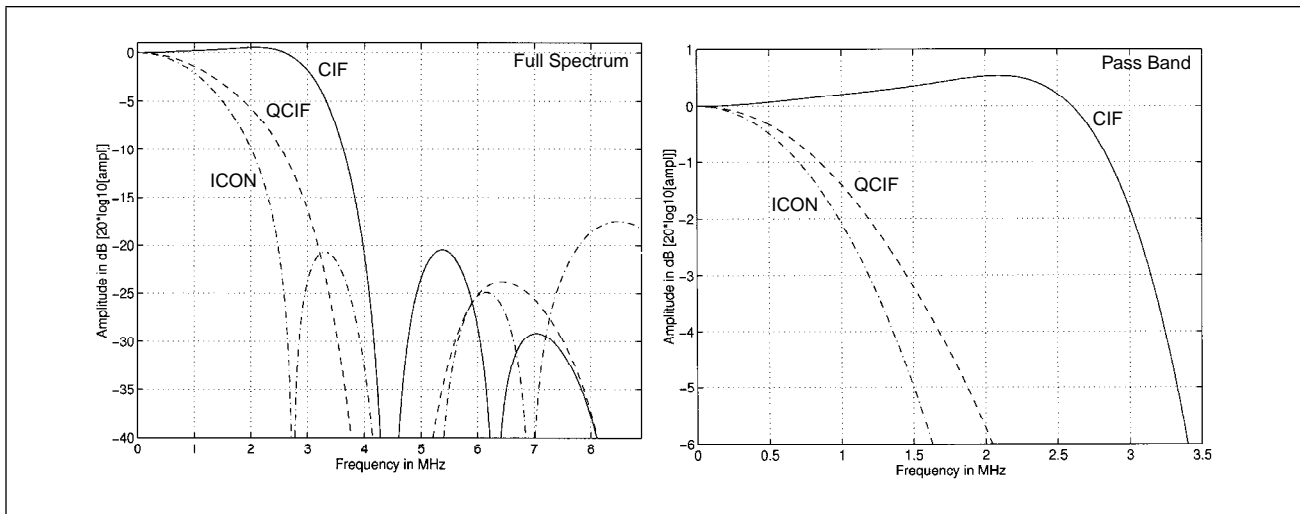 Full Spectrum
CIF
QCIF
ICON
0
−5
−10
−15
−20
−25
−30
−35
−40
Amplitude in dB [20*log10[ampl]]
0 1 2 3 4 5 6 7 8
Frequency in MHz
Pass Band
CIF
QCIF
ICON
1
0
−1
−2
−3
−4
−5
−6
Amplitude in dB [20*log10[ampl]]
0 0.5 1 1.5 2 2.5 3 3.5
Frequency in MHz